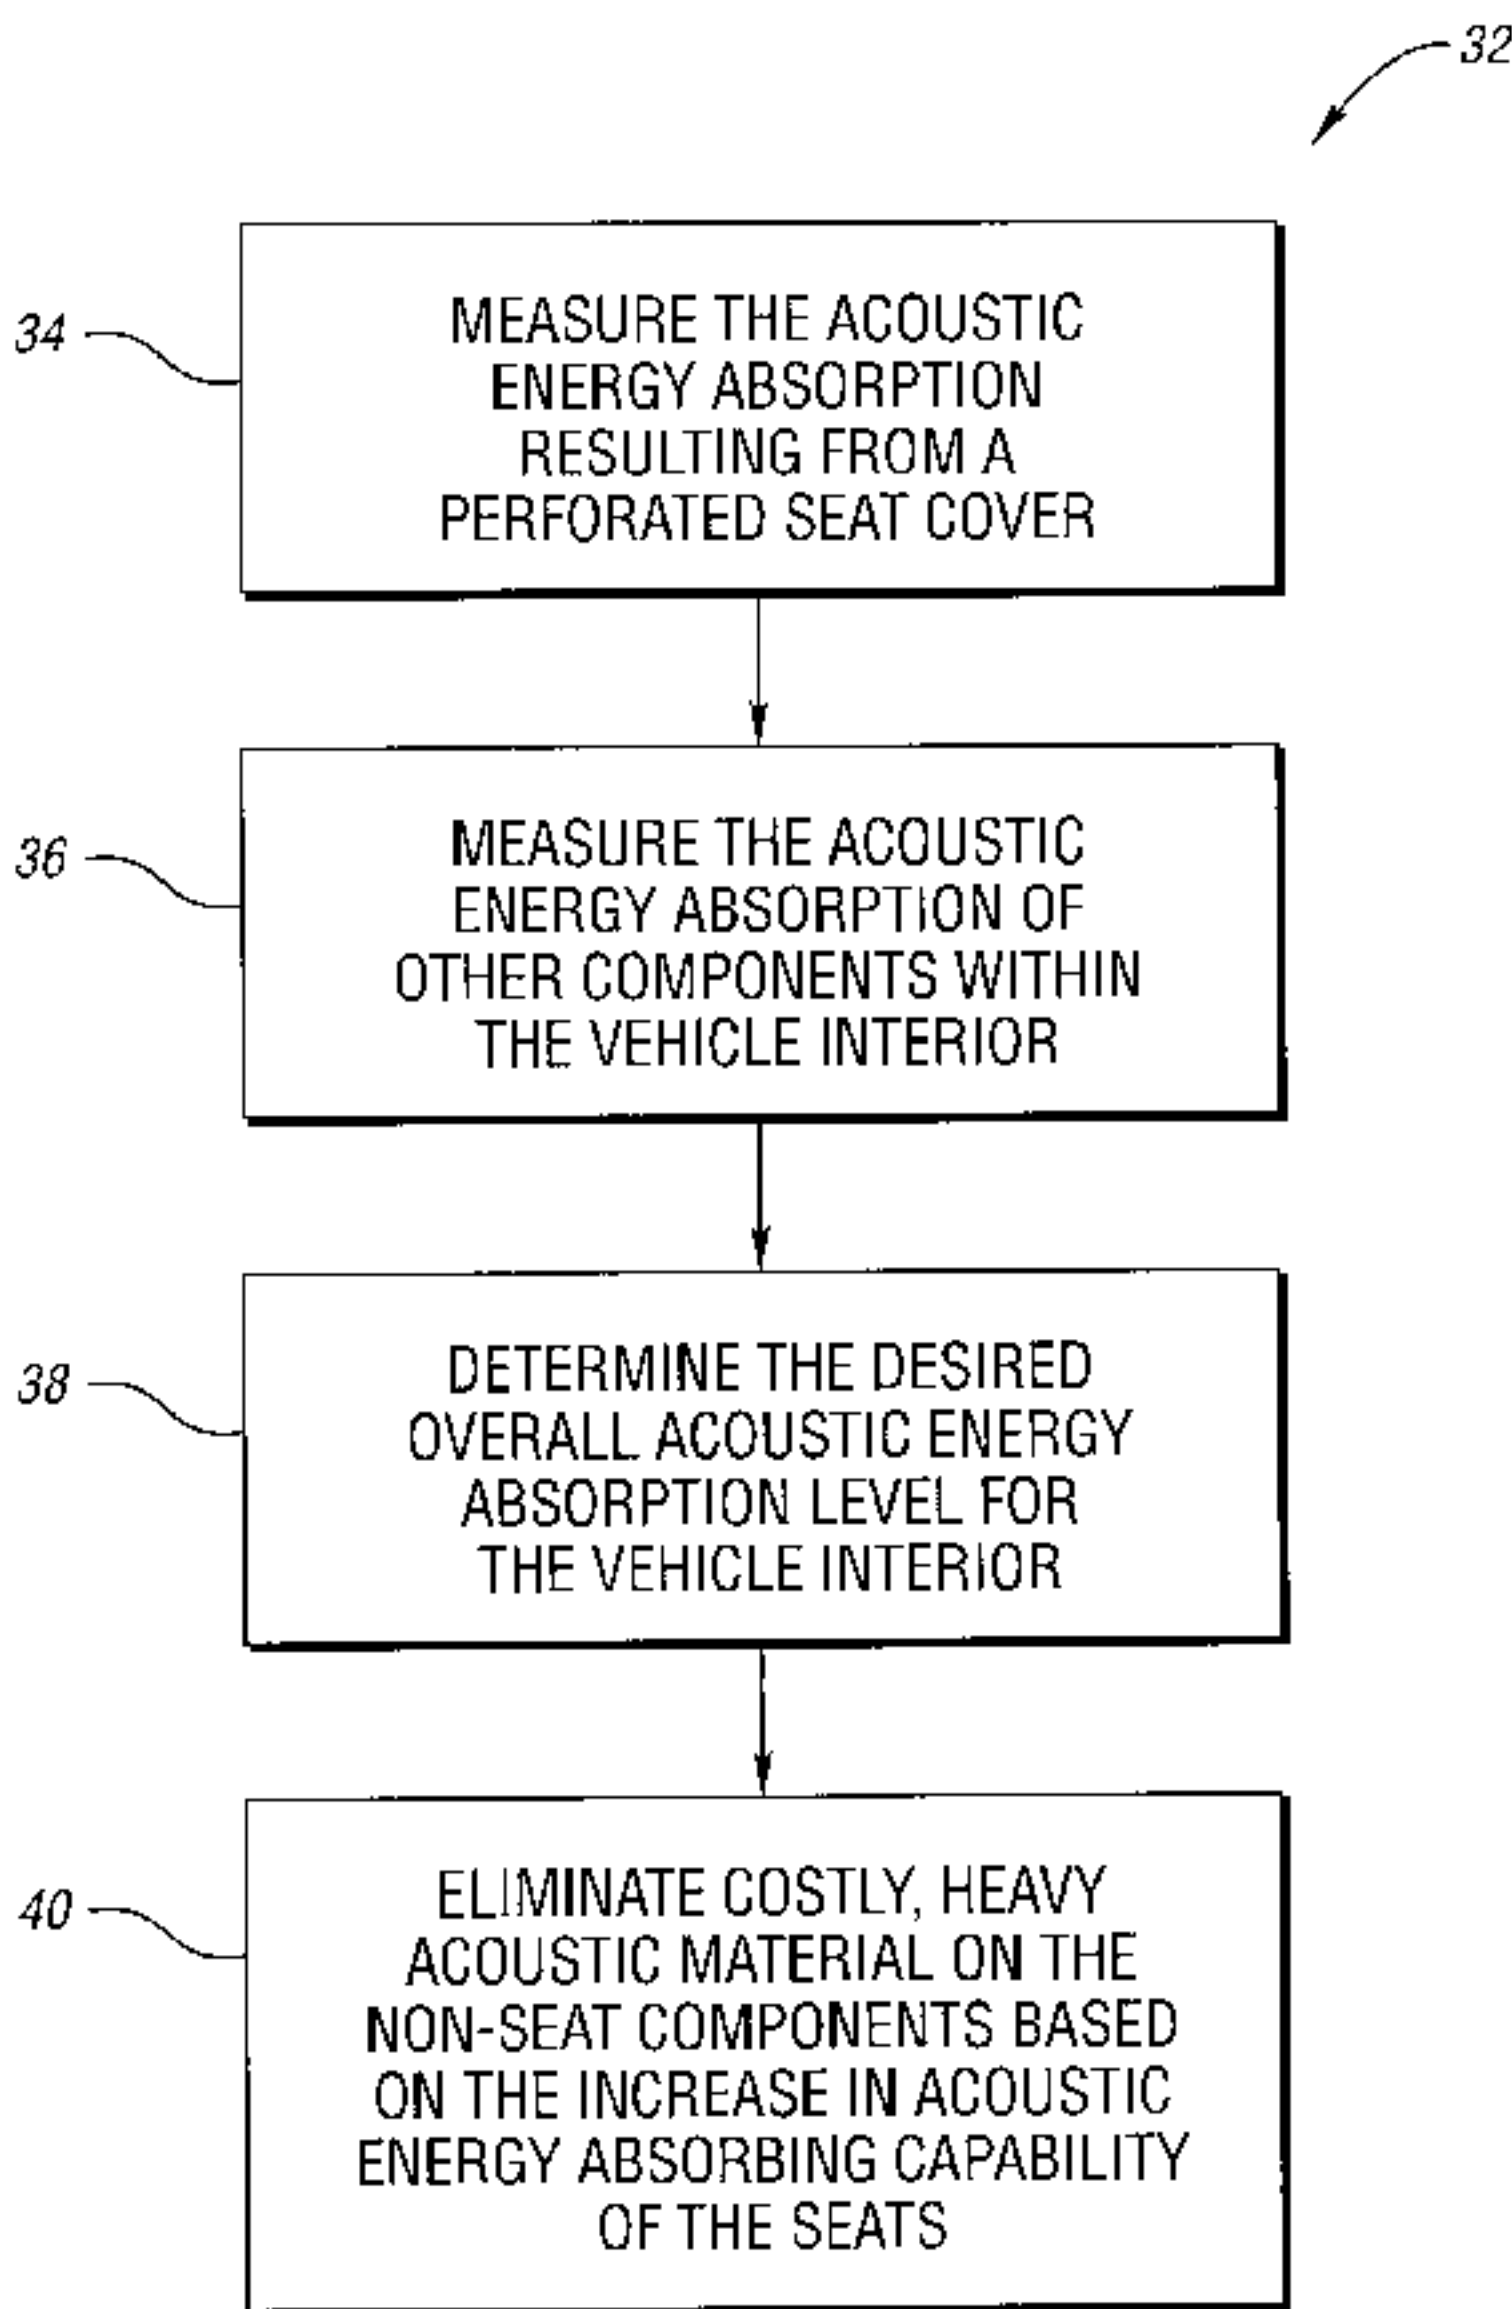 32
34
MEASURE THE ACOUSTIC
ENERGY ABSORPTION
RESULTING FROM A
PERFORATED SEAT COVER
36
MEASURE THE ACOUSTIC
ENERGY ABSORPTION OF
OTHER COMPONENTS WITHIN
THE VEHICLE INTERIOR
38
DETERMINE THE DESIRED
OVERALL ACOUSTIC ENERGY
ABSORPTION LEVEL FOR
THE VEHICLE INTERIOR
40
ELIMINATE COSTLY, HEAVY
ACOUSTIC MATERIAL ON THE
NON-SEAT COMPONENTS BASED
ON THE INCREASE IN ACOUSTIC
ENERGY ABSORBING CAPABILITY
OF THE SEATS